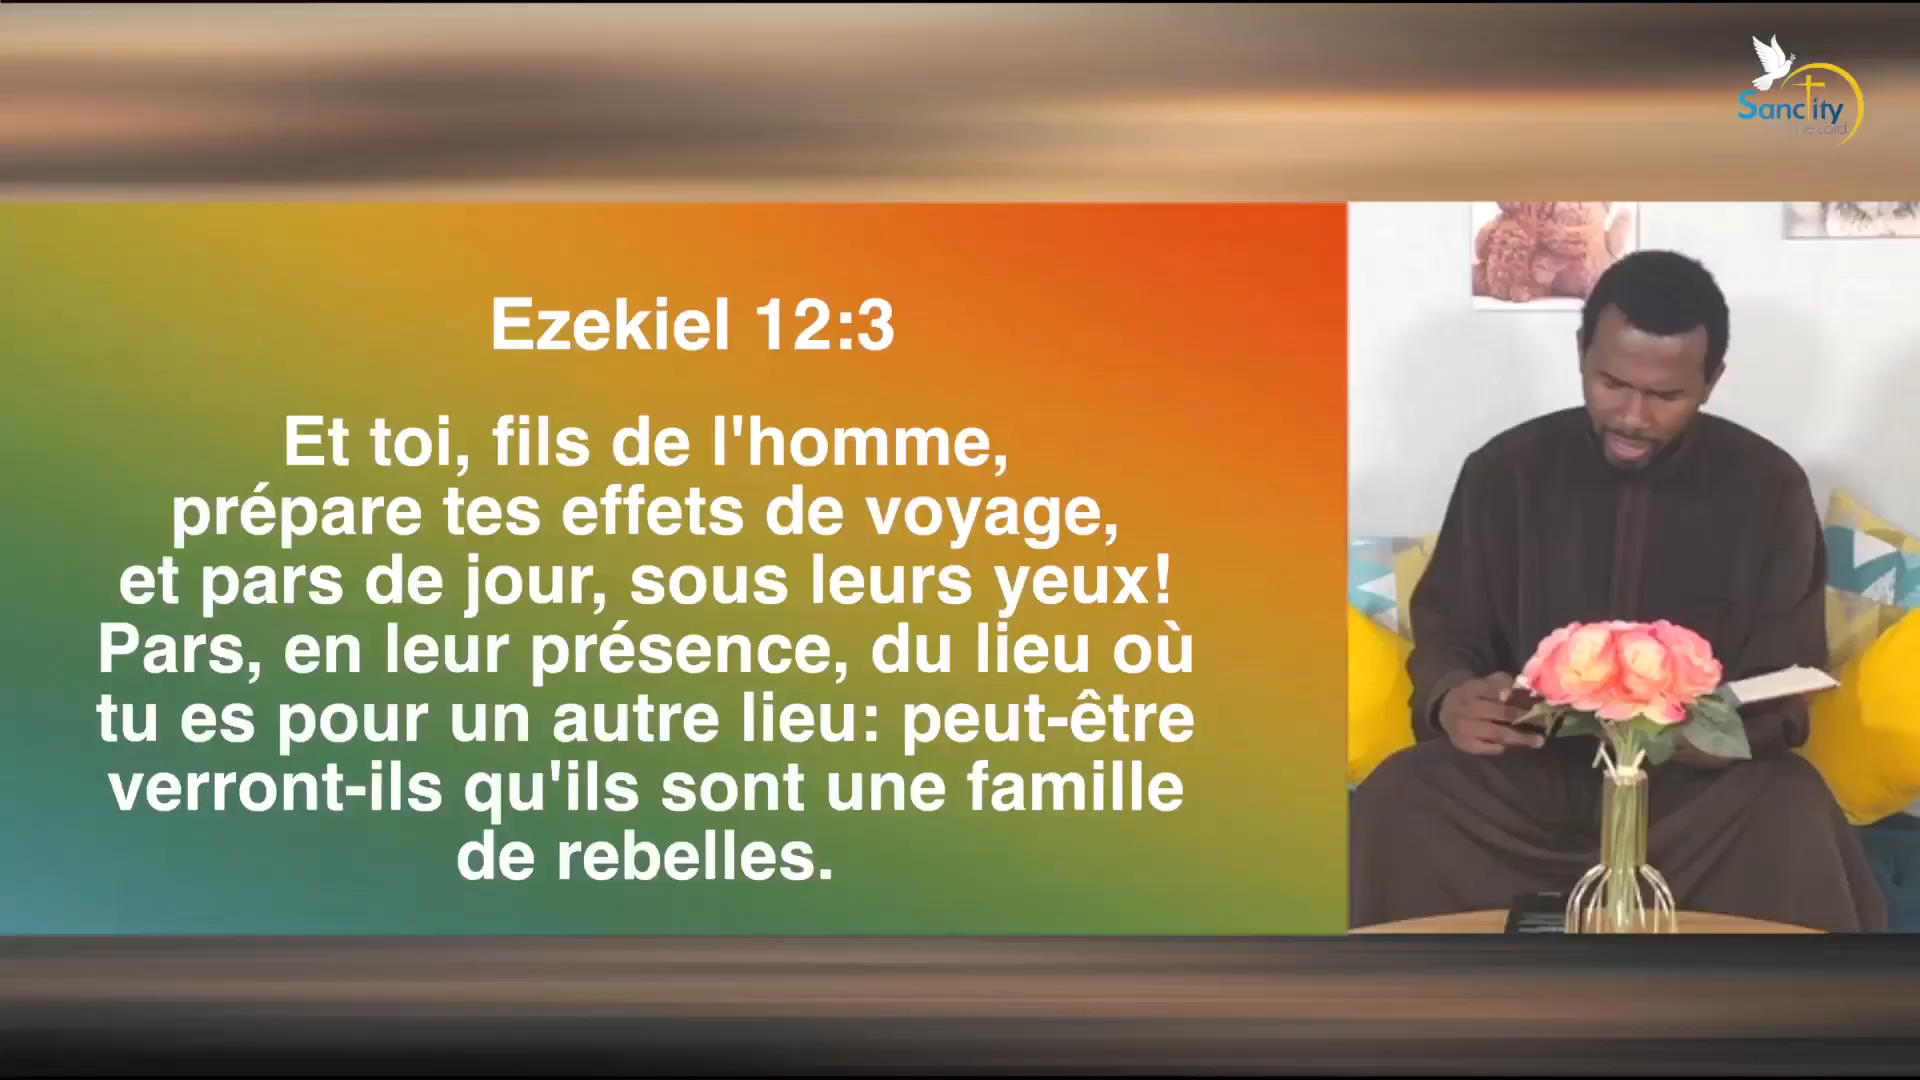 Sanctity
The Lord
Ezekiel 12:3
Et toi, fils de l'homme,
prépare tes effets de voyage,
et pars de jour, sous leurs yeux!
Pars, en leur présence, du lieu où
tu es pour un autre lieu: peut-être
verront-ils qu'ils sont une famille
de rebelles.